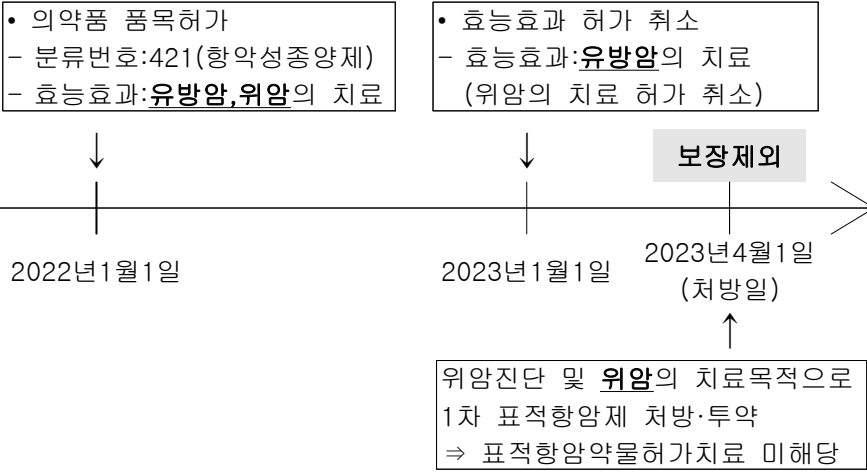 • 의약품 품목허가
- 분류번호:421(항악성종양제)
- 효능효과:유방암,위암의 치료
• 효능효과 허가 취소
- 효능효과:유방암의 치료
(위암의 치료 허가 취소)
보장제외
2022년1월1일
2023년1월1일
2023년4월1일
(처방일)
위암진단 및 위암의 치료목적으로
1차 표적항암제 처방·투약
⇒ 표적항암약물허가치료 미해당